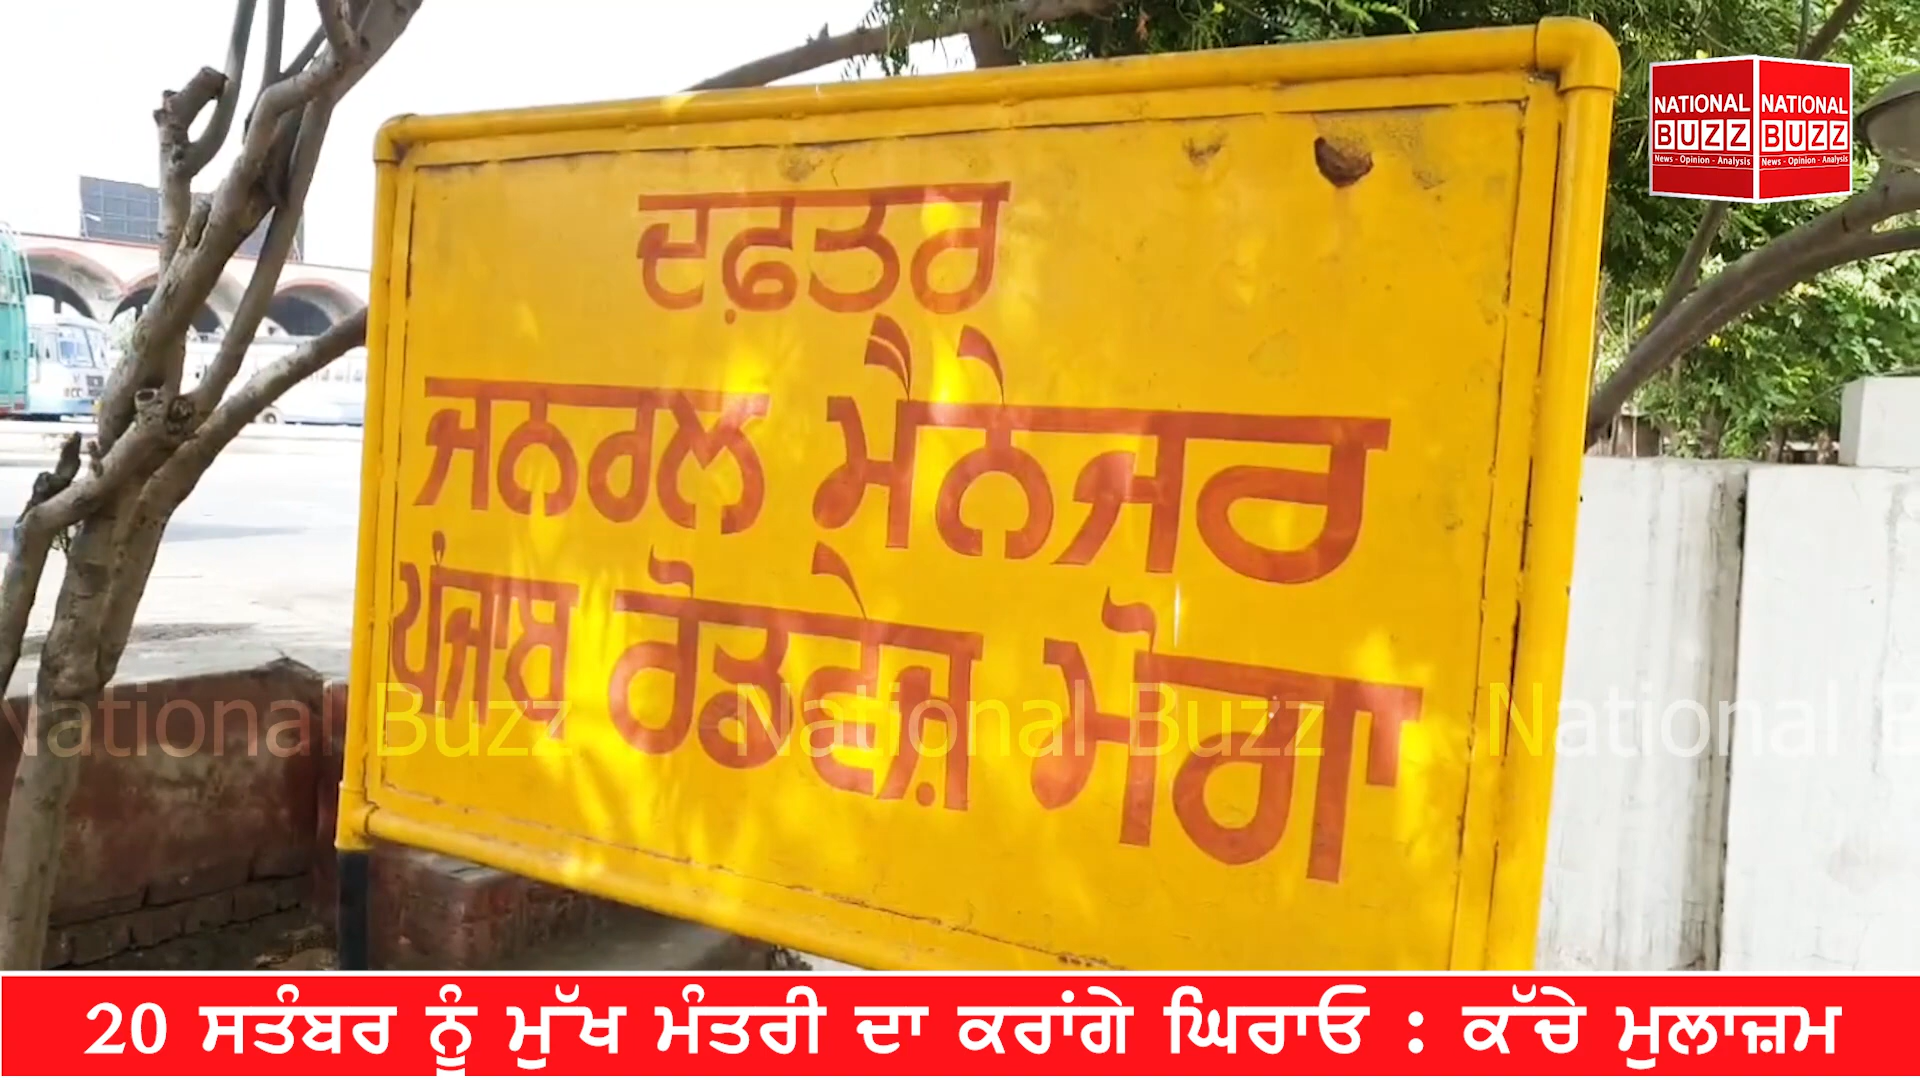 NATIONAL NATIONAL
BUZZ BUZZ
News - Opinion - Analysis News - Opinion - Analysis
ਦਫ਼ਤਰ
ਜਨਰਲ ਮੈਨੇਜਰ
ਪੰਜਾਬ ਰੋਡਵੇਜ਼ ਮੋਗਾ
National Buzz National Buzz National B
20 ਸਤੰਬਰ ਨੂੰ ਮੁੱਖ ਮੰਤਰੀ ਦਾ ਕਰਾਂਗੇ ਘਿਰਾਓ : ਕੱਚੇ ਮੁਲਾਜ਼ਮ